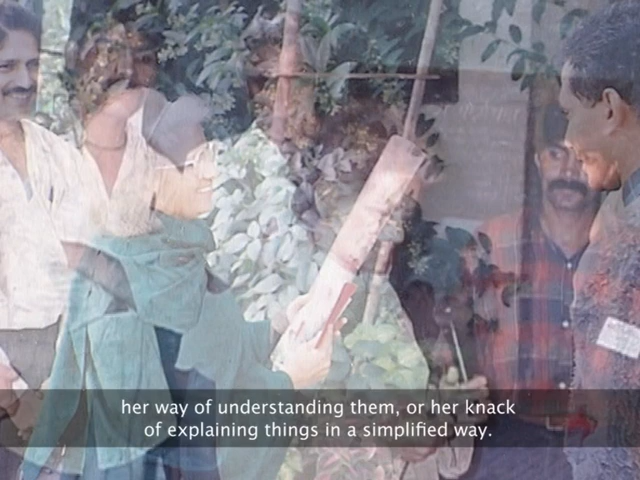 her way of understanding them, or her knack
of explaining things in a simplified way.